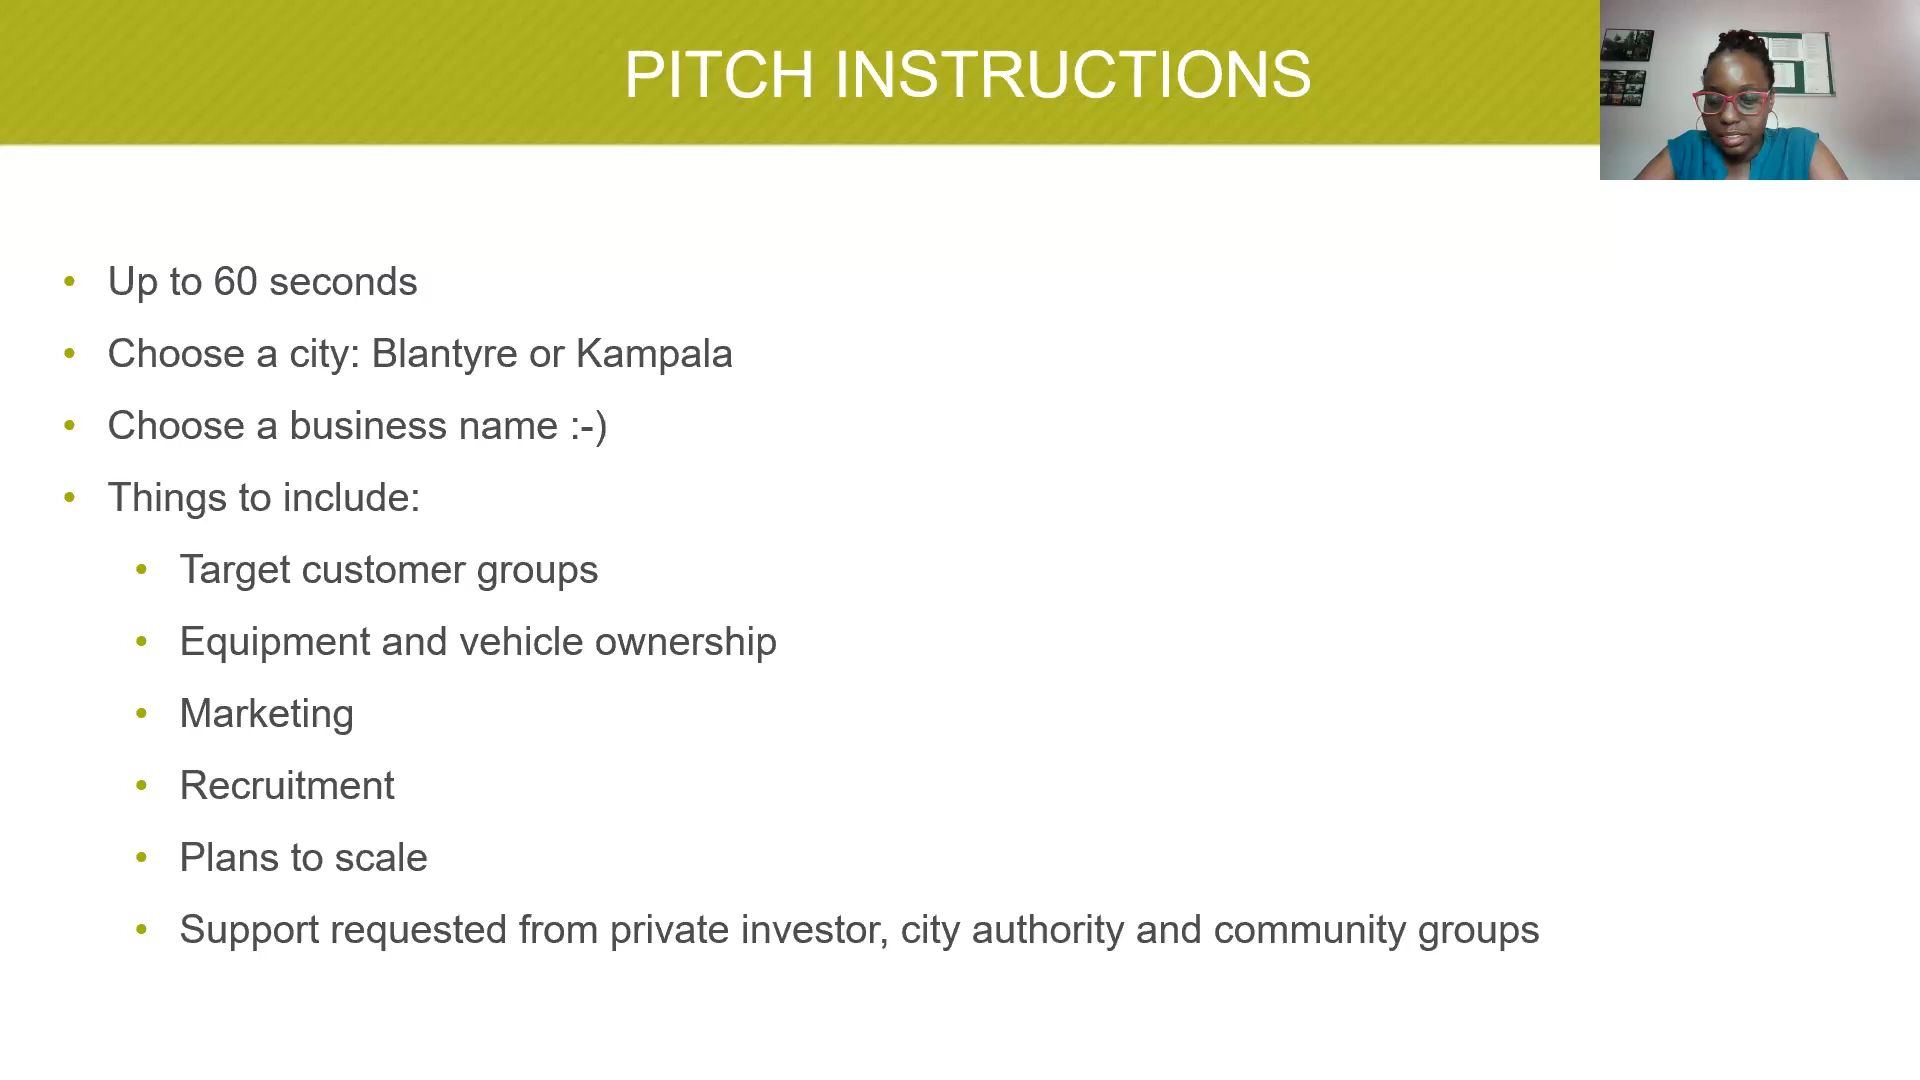 PITCH INSTRUCTIONS
• Up to 60 seconds
• Choose a city: Blantyre or Kampala
• Choose a business name :-)
• Things to include:
• Target customer groups
• Equipment and vehicle ownership
• Marketing
• Recruitment
• Plans to scale
• Support requested from private investor, city authority and community groups